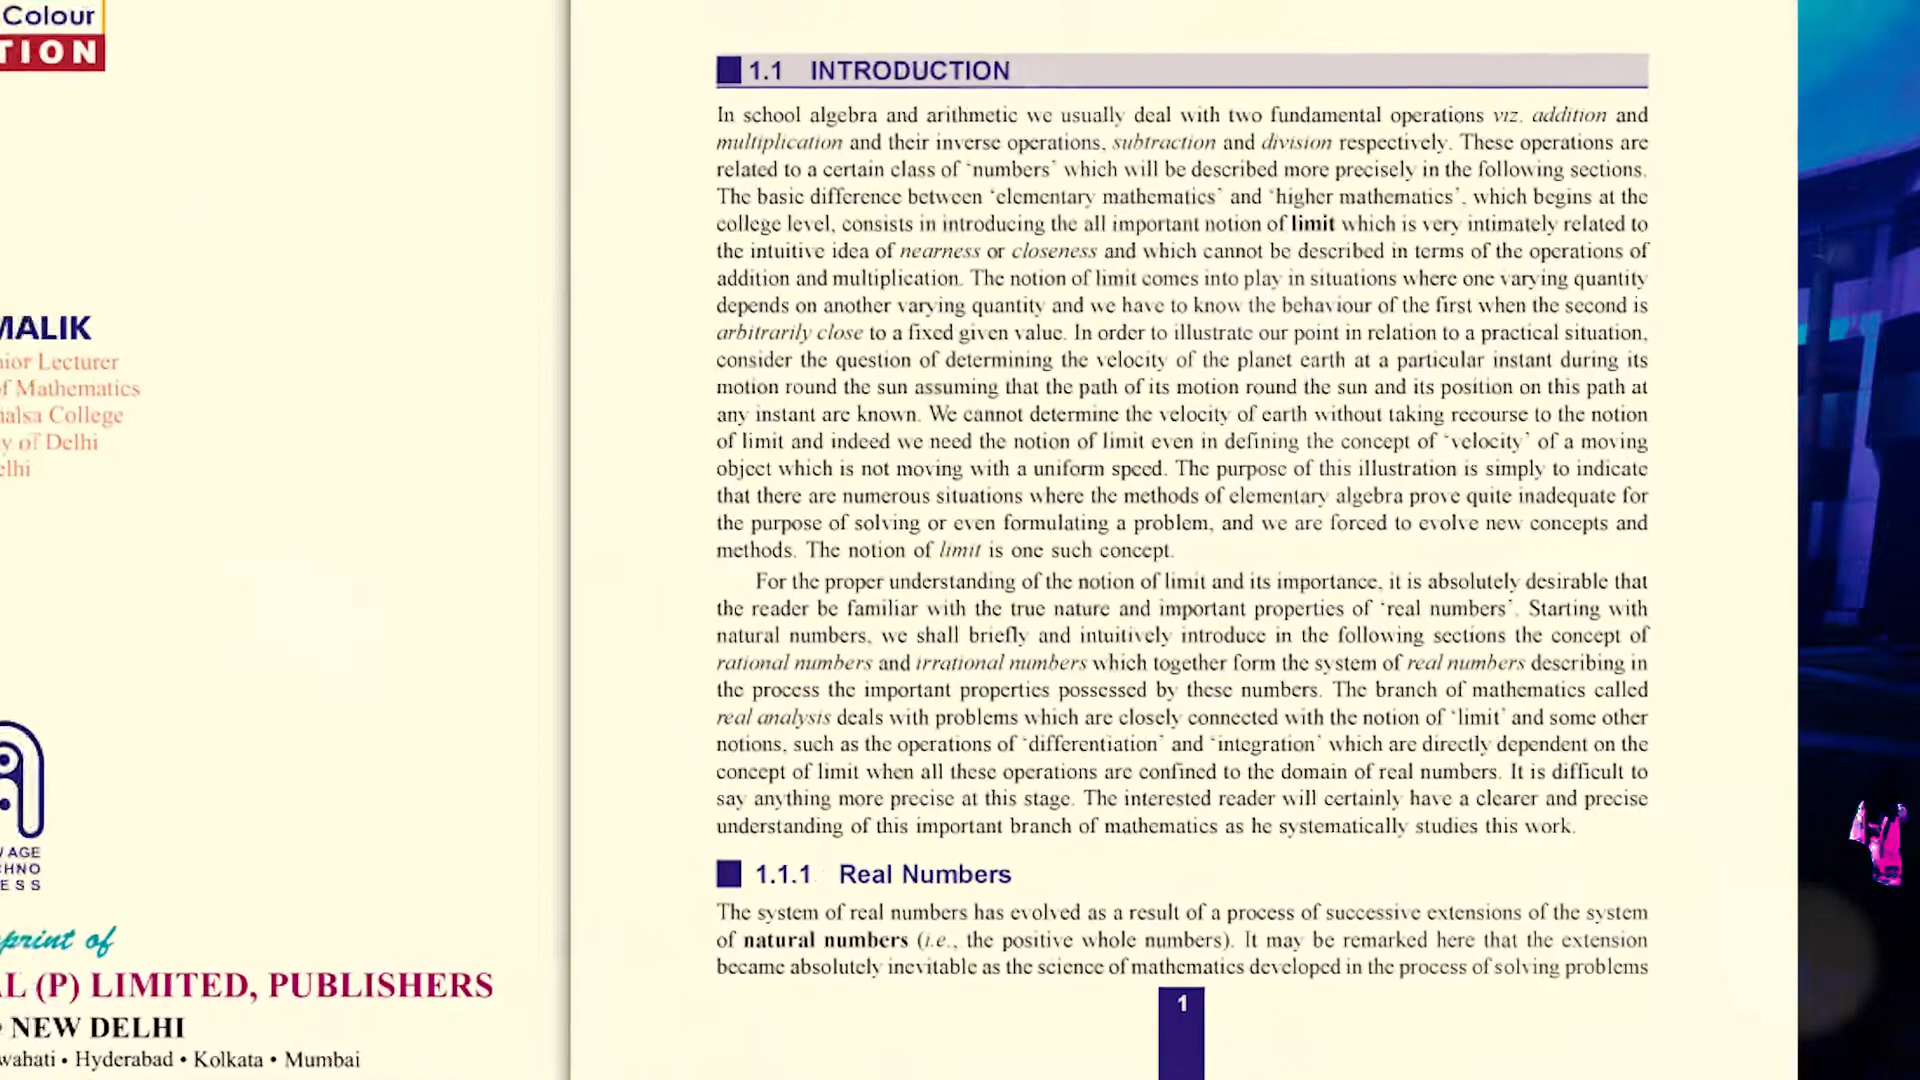 Colour
TION
MALIK
nior Lecturer
of Mathematics
halsa College
y of Delhi
elhi
W AGE
CHNO
ESS
print of
AL (P) LIMITED, PUBLISHERS
• NEW DELHI
wahati • Hyderabad • Kolkata • Mumbai
1.1 INTRODUCTION
In school algebra and arithmetic we usually deal with two fundamental operations viz. addition and
multiplication and their inverse operations, subtraction and division respectively. These operations are
related to a certain class of 'numbers' which will be described more precisely in the following sections.
The basic difference between 'elementary mathematics' and 'higher mathematics', which begins at the
college level, consists in introducing the all important notion of limit which is very intimately related to
the intuitive idea of nearness or closeness and which cannot be described in terms of the operations of
addition and multiplication. The notion of limit comes into play in situations where one varying quantity
depends on another varying quantity and we have to know the behaviour of the first when the second is
arbitrarily close to a fixed given value. In order to illustrate our point in relation to a practical situation,
consider the question of determining the velocity of the planet earth at a particular instant during its
motion round the sun assuming that the path of its motion round the sun and its position on this path at
any instant are known. We cannot determine the velocity of earth without taking recourse to the notion
of limit and indeed we need the notion of limit even in defining the concept of 'velocity' of a moving
object which is not moving with a uniform speed. The purpose of this illustration is simply to indicate
that there are numerous situations where the methods of elementary algebra prove quite inadequate for
the purpose of solving or even formulating a problem, and we are forced to evolve new concepts and
methods. The notion of limit is one such concept.
For the proper understanding of the notion of limit and its importance, it is absolutely desirable that
the reader be familiar with the true nature and important properties of 'real numbers'. Starting with
natural numbers, we shall briefly and intuitively introduce in the following sections the concept of
rational numbers and irrational numbers which together form the system of real numbers describing in
the process the important properties possessed by these numbers. The branch of mathematics called
real analysis deals with problems which are closely connected with the notion of 'limit' and some other
notions, such as the operations of 'differentiation' and 'integration' which are directly dependent on the
concept of limit when all these operations are confined to the domain of real numbers. It is difficult to
say anything more precise at this stage. The interested reader will certainly have a clearer and precise
understanding of this important branch of mathematics as he systematically studies this work.
1.1.1 Real Numbers
The system of real numbers has evolved as a result of a process of successive extensions of the system
of natural numbers (i.e., the positive whole numbers). It may be remarked here that the extension
became absolutely inevitable as the science of mathematics developed in the process of solving problems
1